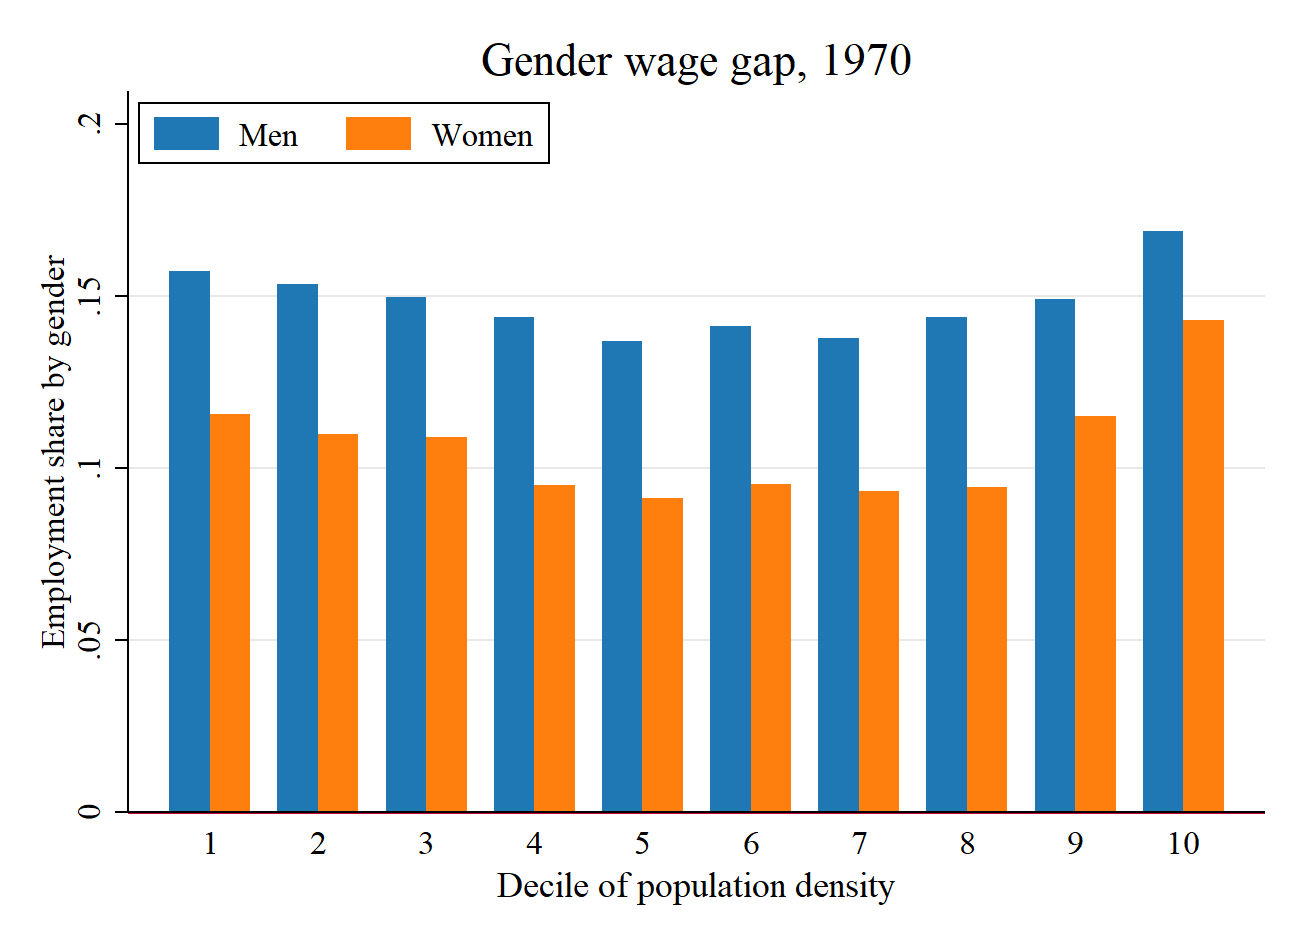 Gender wage gap, 1970
Men
Women
Employment share by gender
.2
.15
.1
.05
0
1 2 3 4 5 6 7 8 9 10
Decile of population density